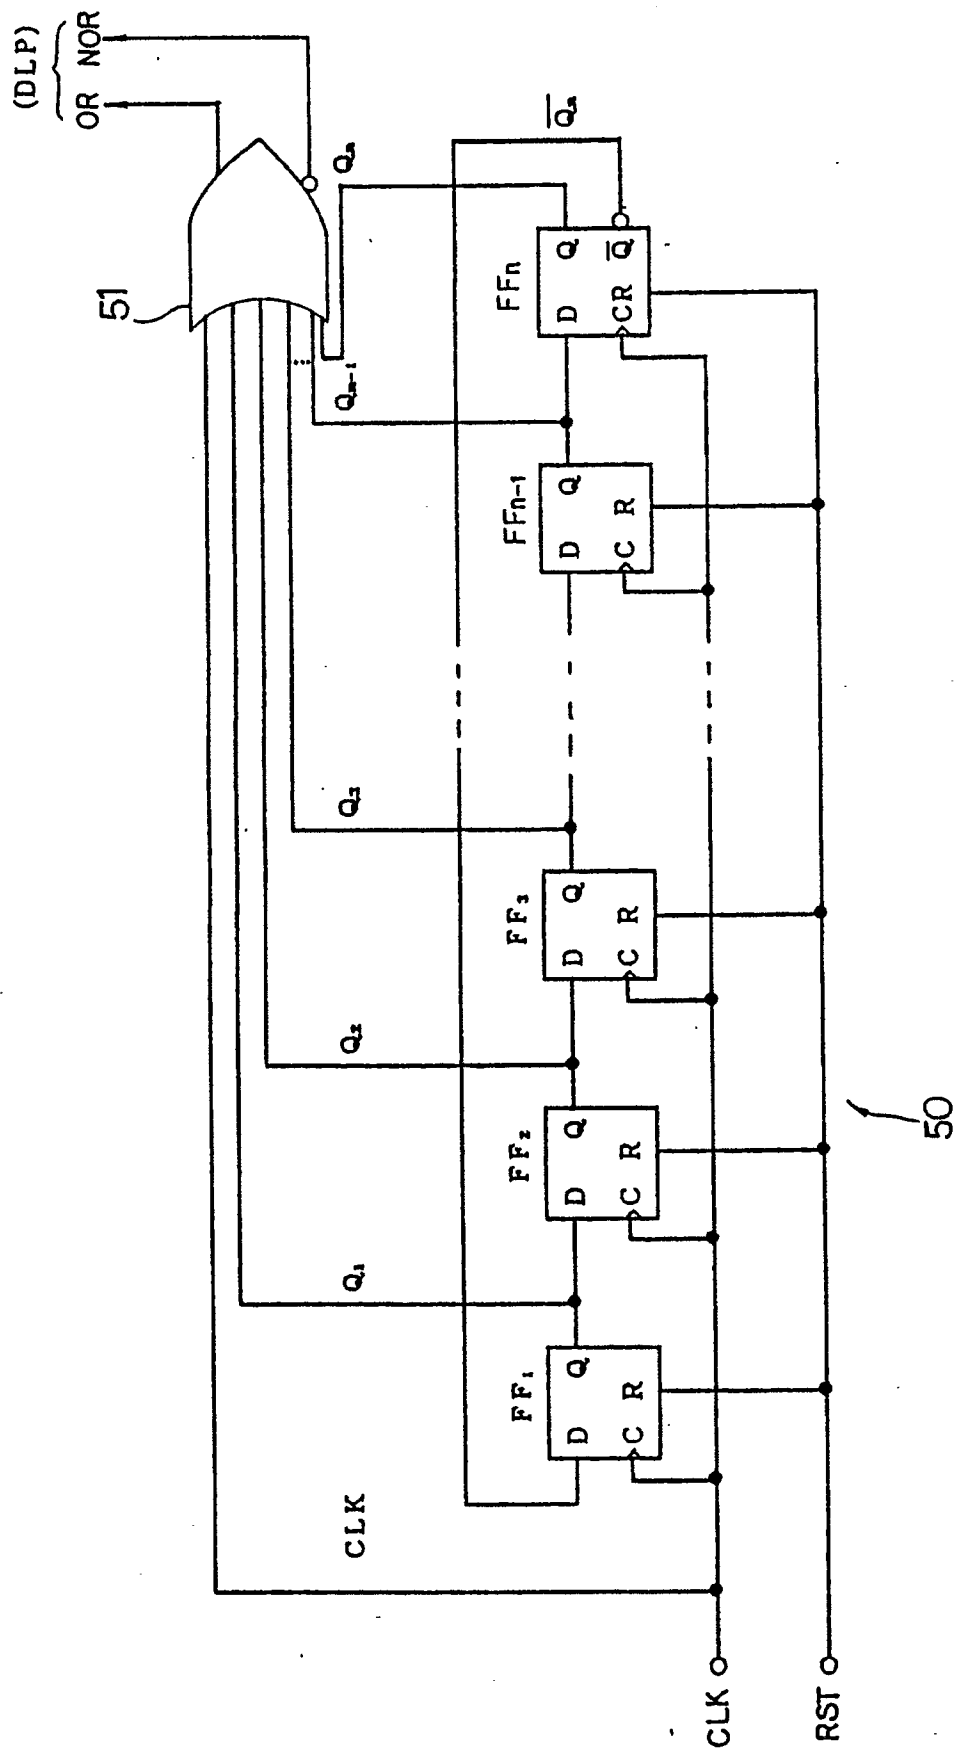 (DLP)
OR NOR
51
CLK
Q₁
Q₂
Q₃
Qₙ₋₁
Qₙ
Q̅ₙ
FF₁
D Q
C R
FF₂
D Q
C R
FF₃
D Q
C R
FFn-1
D Q
C R
FFn
D Q
CR Q̅
CLK
RST
50